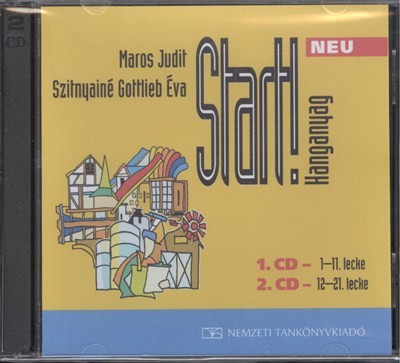 NEU
Maros Judit
Szitnyainé Gottlieb Éva
Start!
Hanganyag
1. CD – 1–11. lecke
2. CD – 12–21. lecke
NEMZETI TANKÖNYVKIADÓ
2
CD